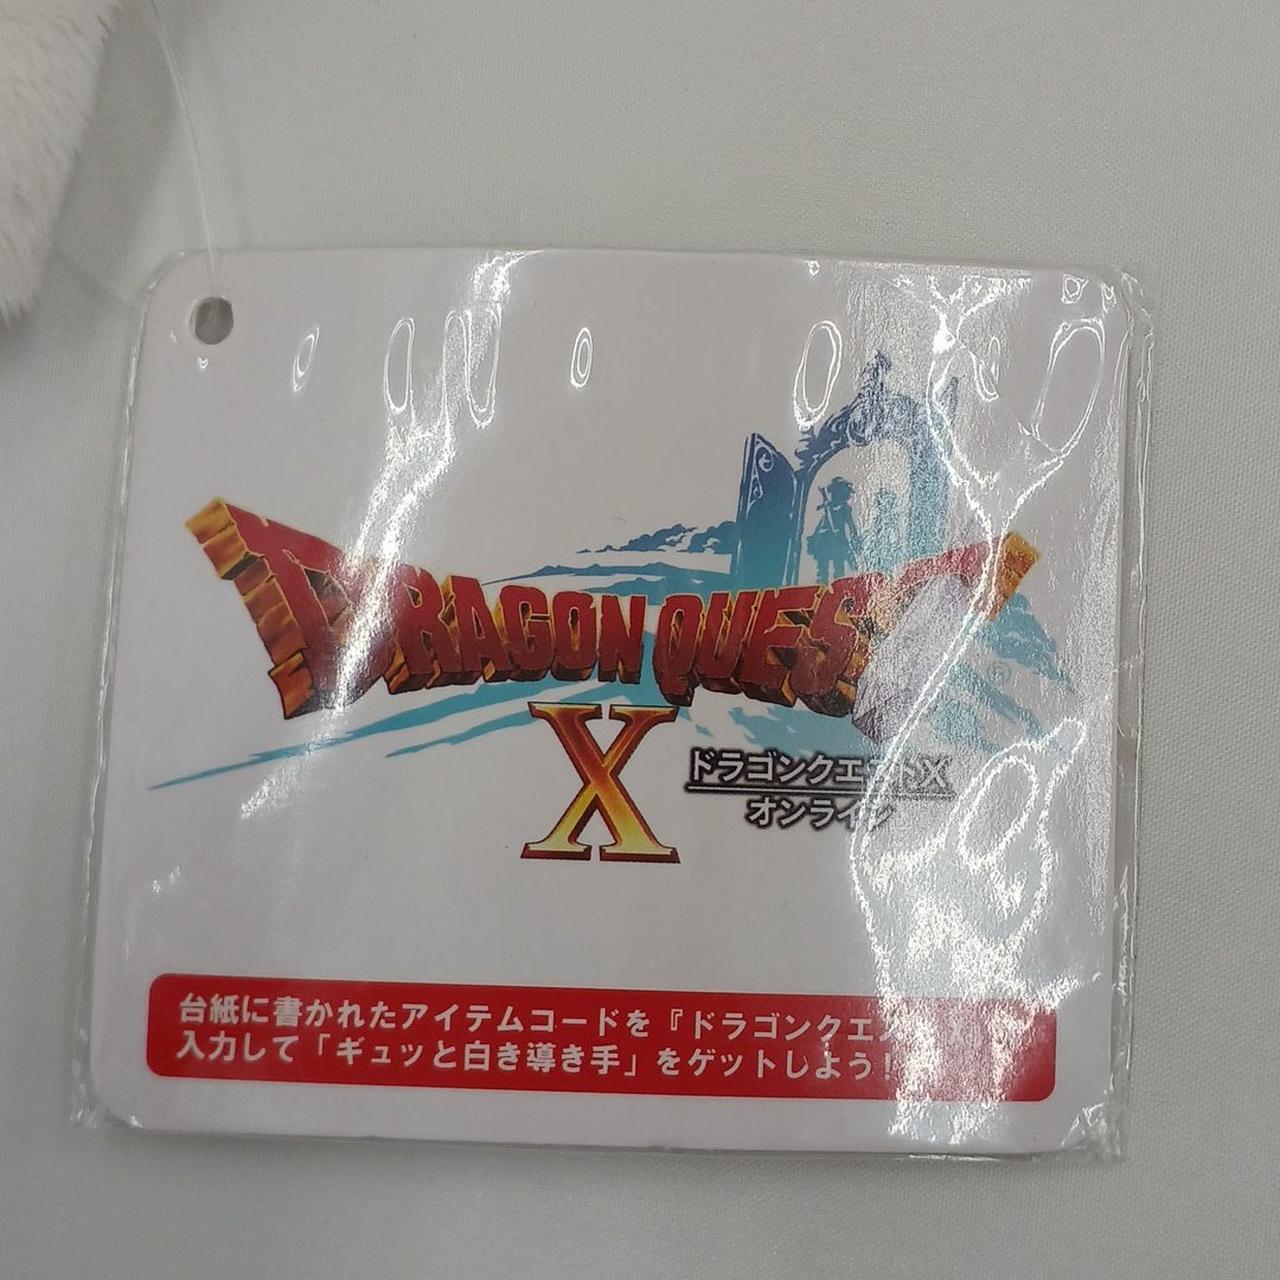 DRAGON QUEST
X
®
ドラゴンクエストX
オンライン
台紙に書かれたアイテムコードを『ドラゴンクエスト
入力して「ギュッと白き導き手」をゲットしよう!